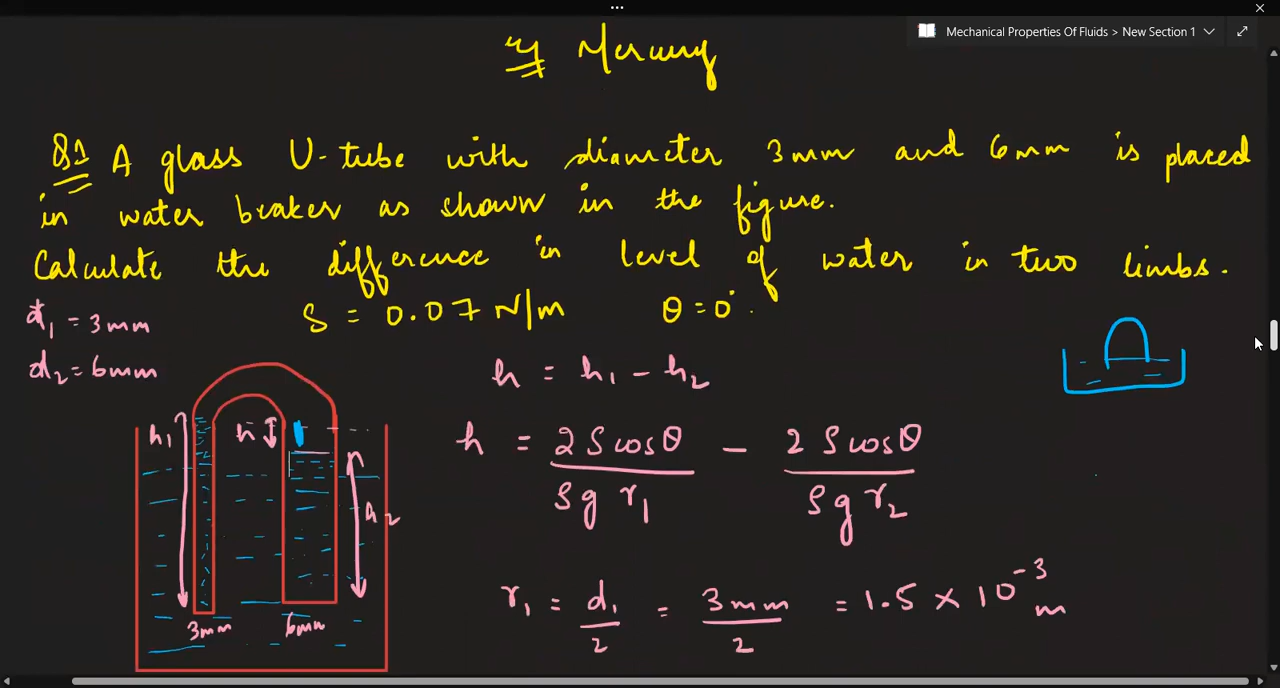 Mechanical Properties Of Fluids > New Section 1
Mercury
Q1 A glass U-tube with diameter 3mm and 6mm is placed
in water beaker as shown in the figure.
Calculate the difference in level of water in two limbs.
S = 0.07 N/m θ = 0°.
d₁ = 3mm
d₂ = 6mm
h = h₁ - h₂
h₁ h h₂
h = 2 S cosθ / ρ g r₁ - 2 S cosθ / ρ g r₂
3mm 6mm
r₁ = d₁/2 = 3mm/2 = 1.5 × 10⁻³ m